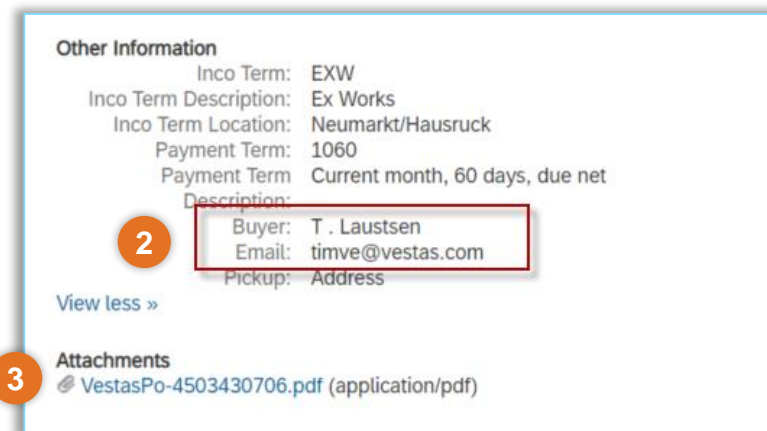 Other Information
Inco Term: EXW
Inco Term Description: Ex Works
Inco Term Location: Neumarkt/Hausruck
Payment Term: 1060
Payment Term Current month, 60 days, due net
Description:
2
Buyer: T . Laustsen
Email: timve@vestas.com
Pickup: Address
View less »
Attachments
3
VestasPo-4503430706.pdf (application/pdf)